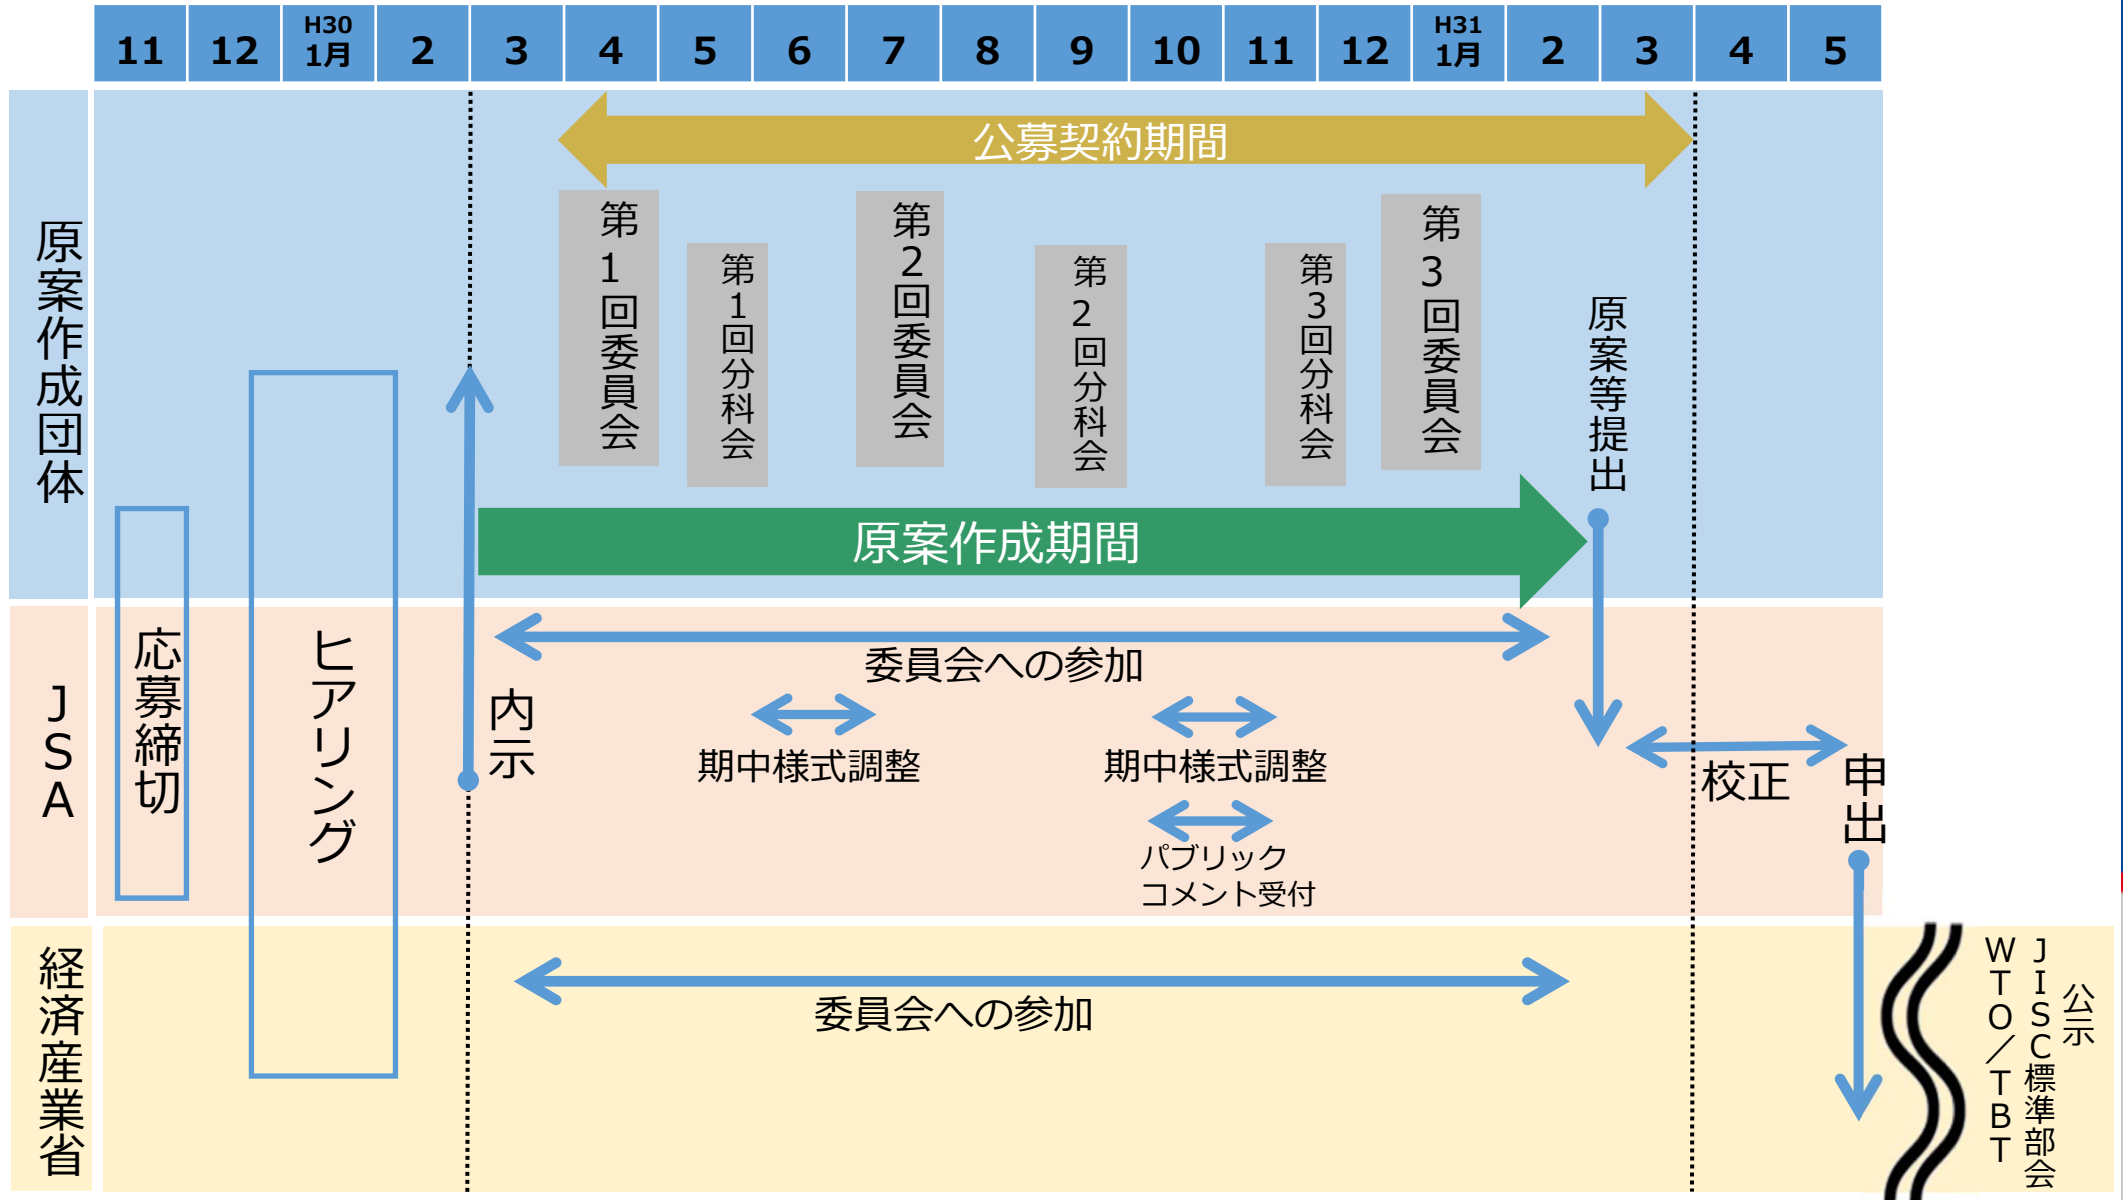 11 12 H30 1月 2 3 4 5 6 7 8 9 10 11 12 H31 1月 2 3 4 5
原案作成団体
公募契約期間
第1回委員会
第1回分科会
第2回委員会
第2回分科会
第3回分科会
第3回委員会
原案等提出
原案作成期間
JSA
応募締切
ヒアリング
内示
委員会への参加
期中様式調整
期中様式調整
パブリック
コメント受付
校正
申出
経済産業省
委員会への参加
WTO/TBT
JISC標準部会
公示